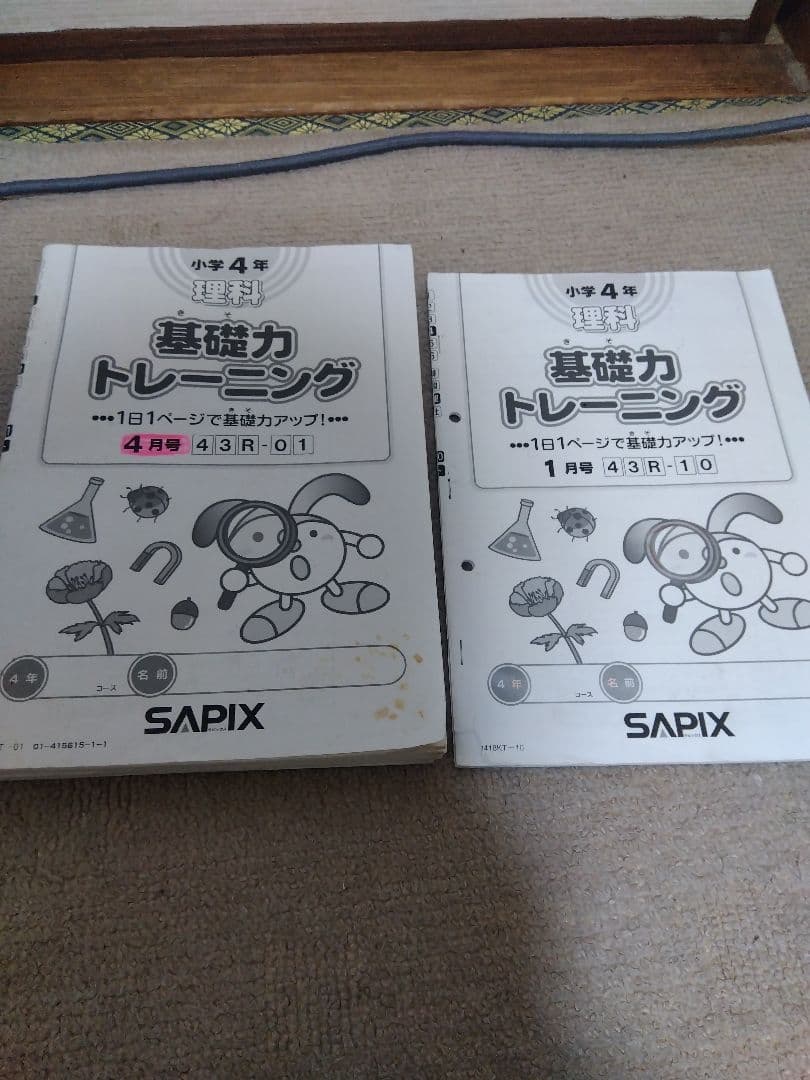 小学4年
理科
きそ
基礎力
トレーニング
•••1日1ページで基礎力アップ!•••
4月号 43R-01
4年
コース
名前
SAPIX
01-415615-1-1
小学4年
理科
きそ
基礎力
トレーニング
•••1日1ページで基礎力アップ!•••
1月号 43R-10
4年
コース
名前
SAPIX